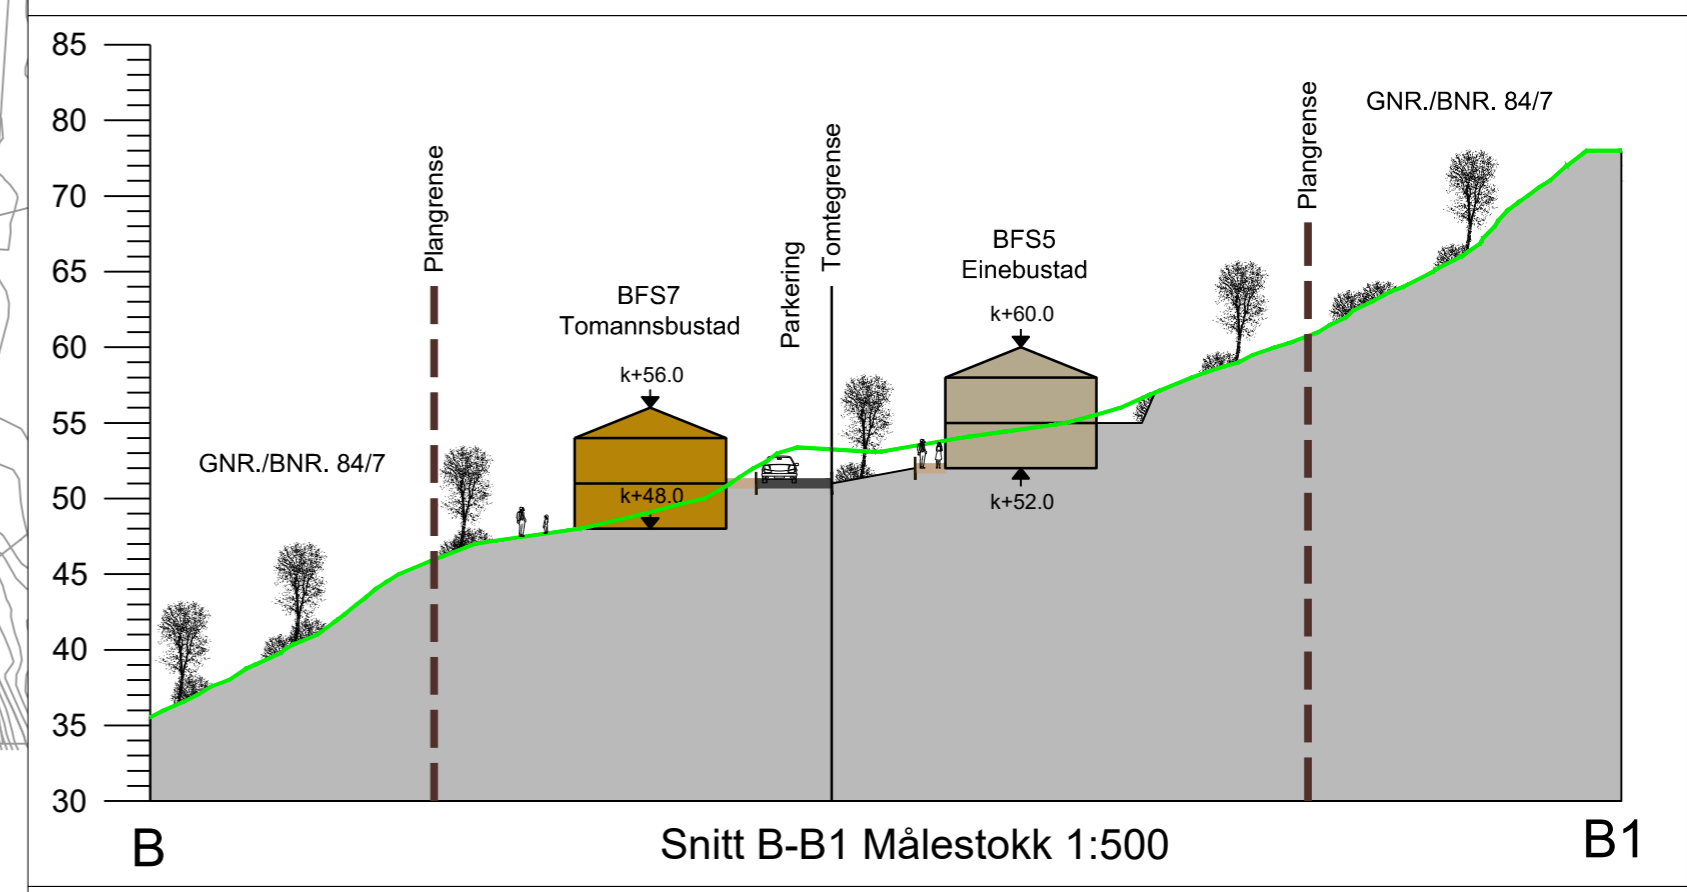 85
80
70
65
60
55
50
45
40
35
30
Plangrense
Tomtegrense
Parkering
Plangrense
GNR./BNR. 84/7
BFS5
Einebustad
k+60.0
BFS7
Tomannsbustad
k+56.0
GNR./BNR. 84/7
k+48.0
k+52.0
B
Snitt B-B1 Målestokk 1:500
B1